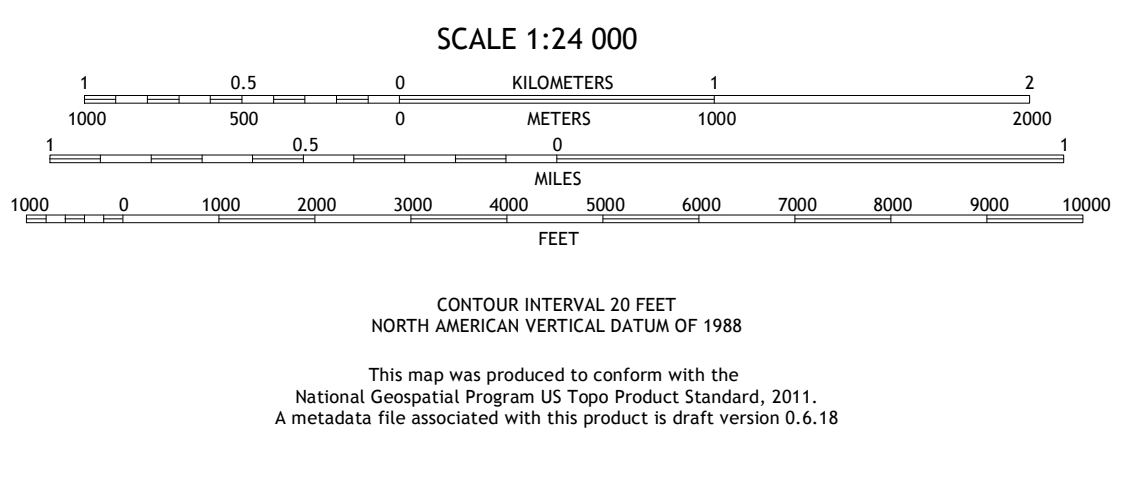 SCALE 1:24 000
1 0.5 0 KILOMETERS 1 2
1000 500 0 METERS 1000 2000
1 0.5 0 1
MILES
1000 0 1000 2000 3000 4000 5000 6000 7000 8000 9000 10000
FEET
CONTOUR INTERVAL 20 FEET
NORTH AMERICAN VERTICAL DATUM OF 1988
This map was produced to conform with the
National Geospatial Program US Topo Product Standard, 2011.
A metadata file associated with this product is draft version 0.6.18